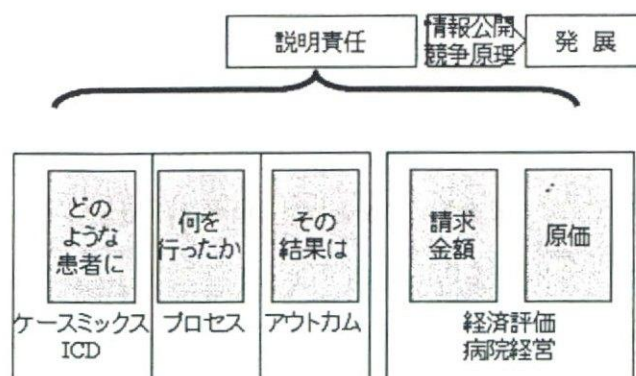 説明責任
情報公開
競争原理
発展
どの
ような
患者に
何を
行ったか
その
結果は
請求
金額
原価
ケースミックス
ICD
プロセス
アウトカム
経済評価
病院経営